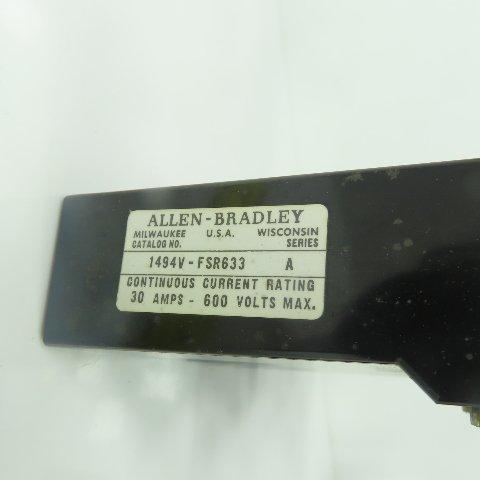 ALLEN-BRADLEY
MILWAUKEE U.S.A. WISCONSIN
CATALOG NO. SERIES
1494V-FSR633 A
CONTINUOUS CURRENT RATING
30 AMPS - 600 VOLTS MAX.